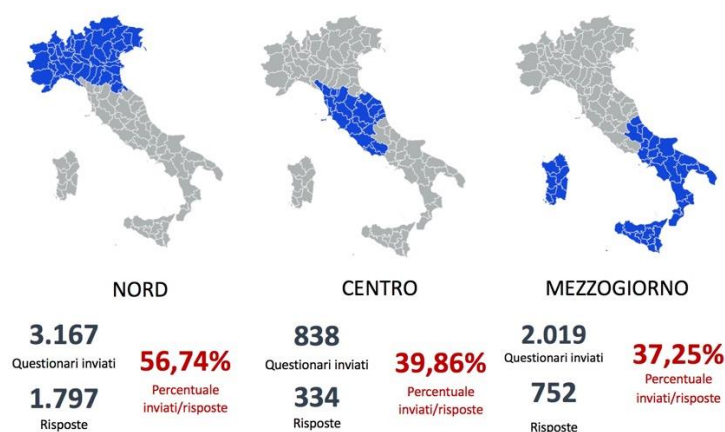 NORD
3.167
Questionari inviati
56,74%
Percentuale
inviati/risposte
1.797
Risposte
CENTRO
838
Questionari inviati
39,86%
Percentuale
inviati/risposte
334
Risposte
MEZZOGIORNO
2.019
Questionari inviati
37,25%
Percentuale
inviati/risposte
752
Risposte